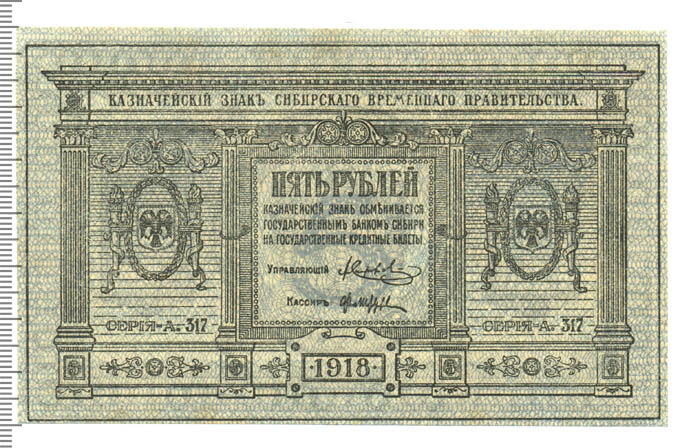 КАЗНАЧЕЙСКІЙ ЗНАКЪ СИБИРСКАГО ВРЕМЕННАГО ПРАВИТЕЛЬСТВА.
ПЯТЬ РУБЛЕЙ
КАЗНАЧЕЙСКІЙ ЗНАКЪ ОБМѢНИВАЕТСЯ
ГОСУДАРСТВЕННЫМЪ БАНКОМЪ СИБИРИ
НА ГОСУДАРСТВЕННЫЕ КРЕДИТНЫЕ БИЛЕТЫ.
УПРАВЛЯЮЩІЙ
КАССИРЪ
СЕРІЯ-А. 317
СЕРІЯ-А. 317
5 5 1918 5 5